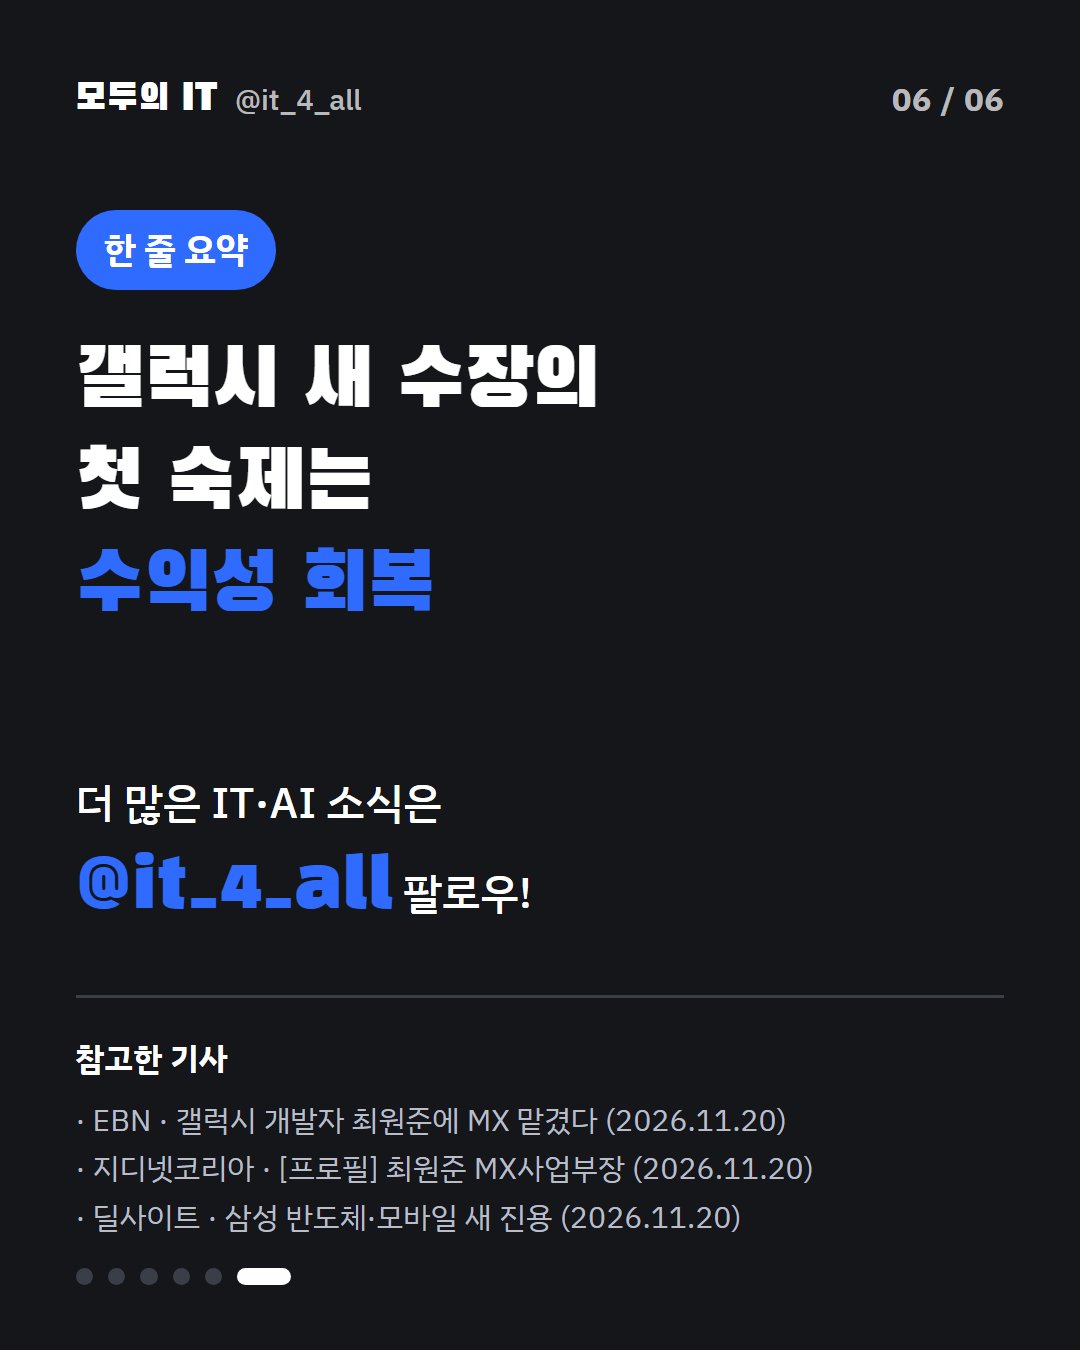 모두의 IT @it_4_all
06 / 06
한 줄 요약
갤럭시 새 수장의
첫 숙제는
수익성 회복
더 많은 IT·AI 소식은
@it_4_all 팔로우!
참고한 기사
· EBN · 갤럭시 개발자 최원준에 MX 맡겼다 (2026.11.20)
· 지디넷코리아 · [프로필] 최원준 MX사업부장 (2026.11.20)
· 딜사이트 · 삼성 반도체·모바일 새 진용 (2026.11.20)